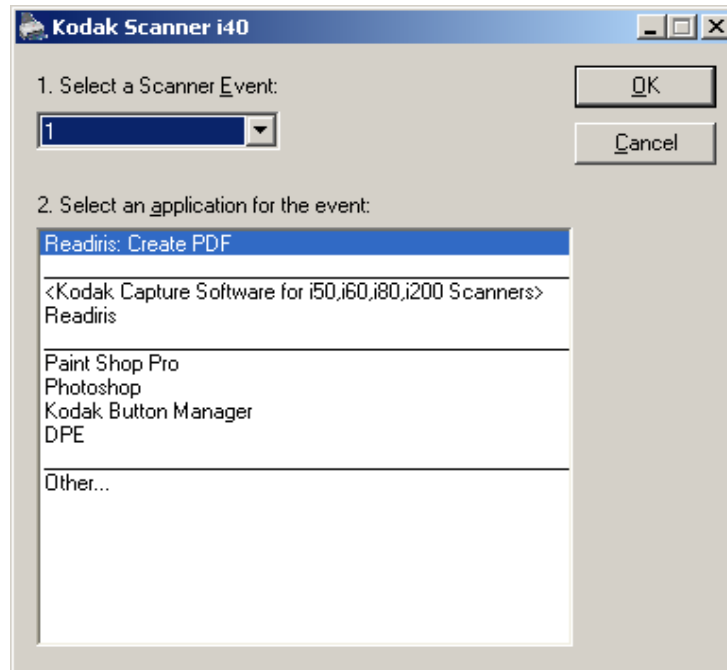 Kodak Scanner i40
1. Select a Scanner Event:
1
OK
Cancel
2. Select an application for the event:
Readiris: Create PDF
<Kodak Capture Software for i50,i60,i80,i200 Scanners>
Readiris
Paint Shop Pro
Photoshop
Kodak Button Manager
DPE
Other...